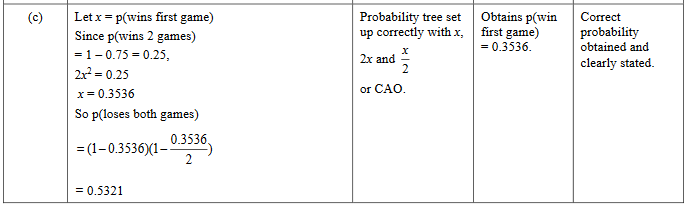 (c)
Let x = p(wins first game)
Since p(wins 2 games)
= 1 – 0.75 = 0.25,
2x² = 0.25
x = 0.3536
So p(loses both games)
= (1–0.3536)(1–0.3536/2)
= 0.5321
Probability tree set
up correctly with x,
2x and x/2
or CAO.
Obtains p(win
first game)
= 0.3536.
Correct
probability
obtained and
clearly stated.